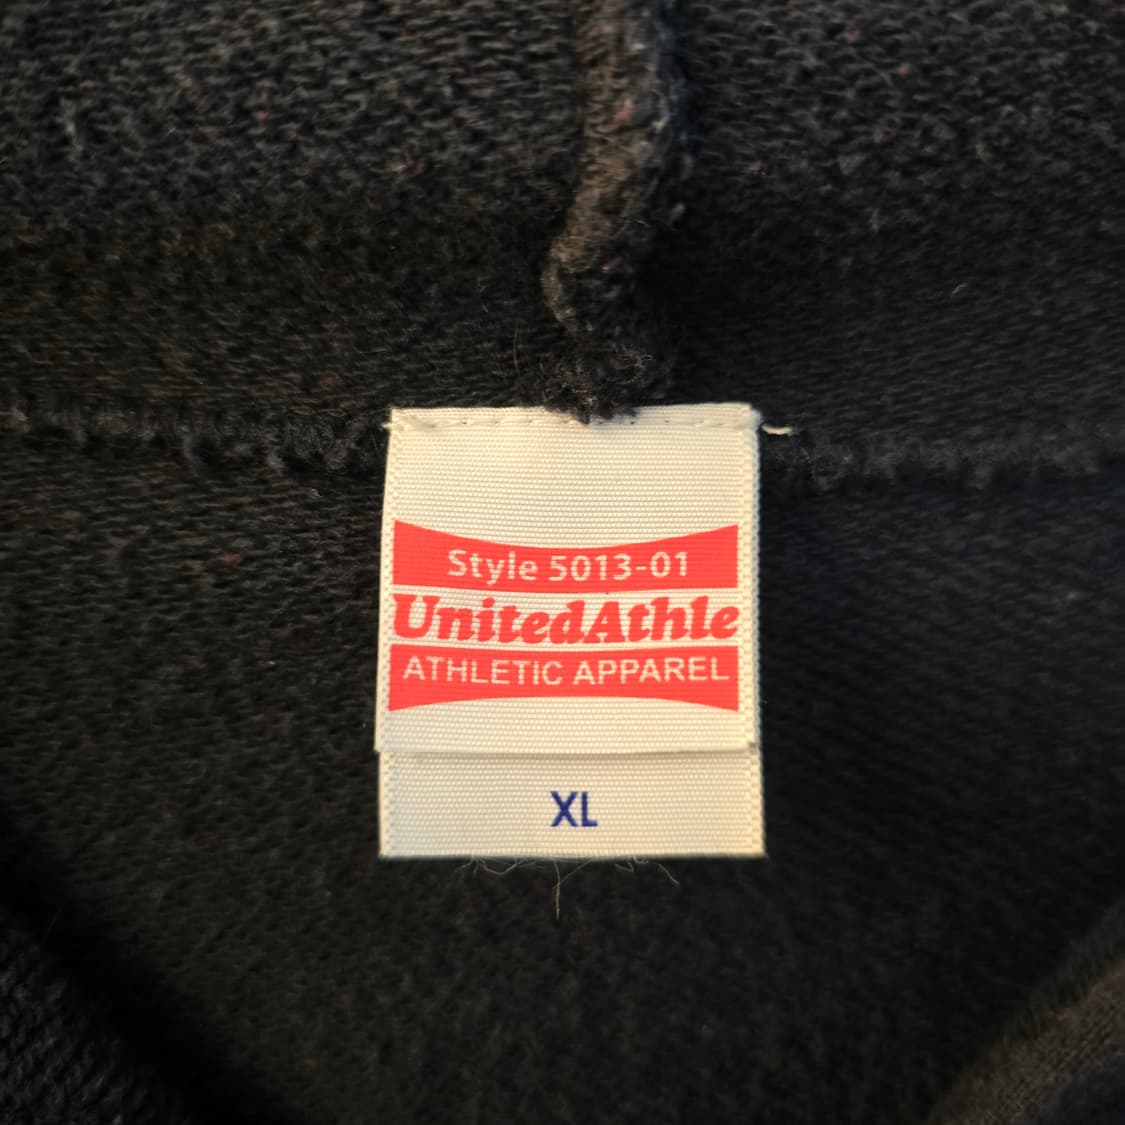 Style 5013-01
UnitedAthle
ATHLETIC APPAREL
XL